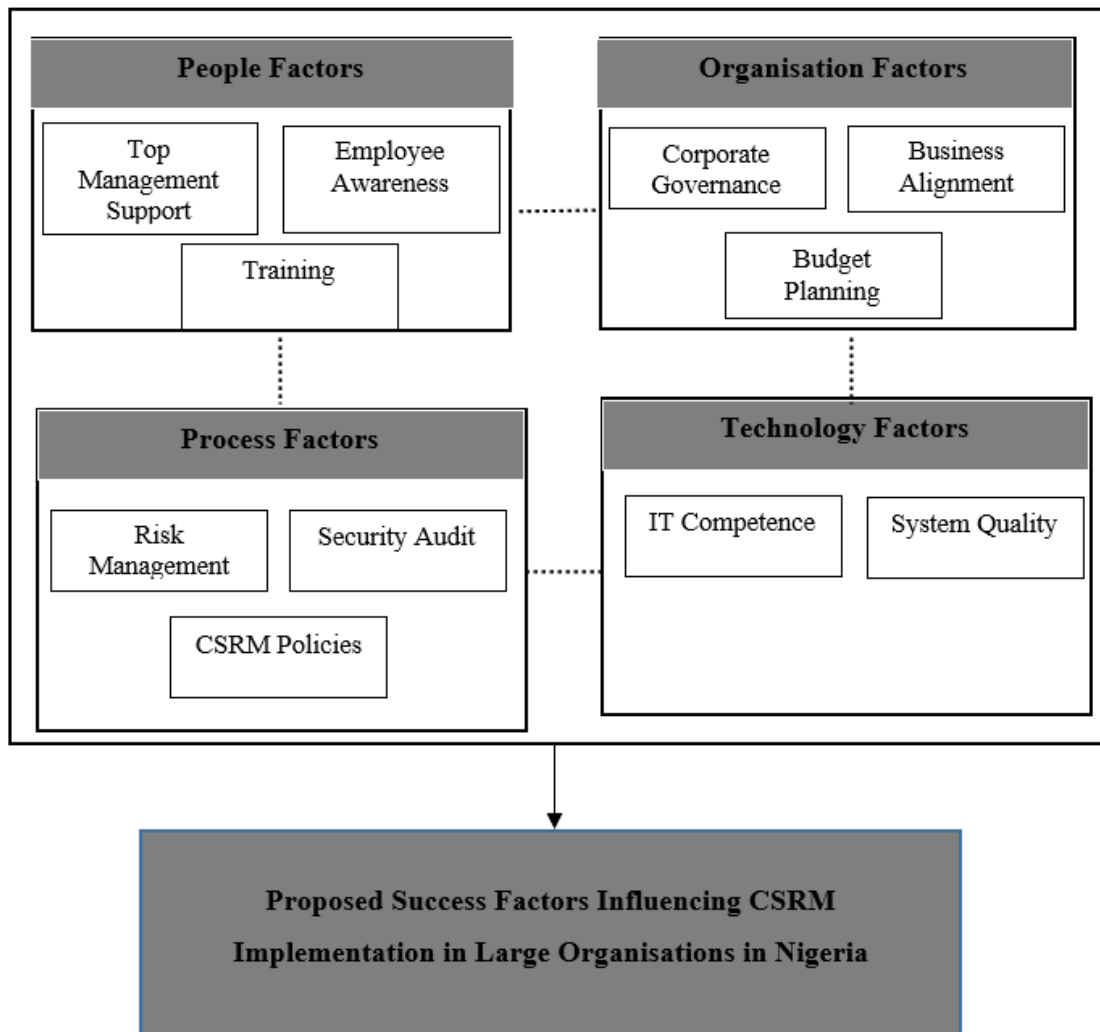 People Factors
Top
Management
Support
Employee
Awareness
Training
Organisation Factors
Corporate
Governance
Business
Alignment
Budget
Planning
Process Factors
Risk
Management
Security Audit
CSRM Policies
Technology Factors
IT Competence
System Quality
Proposed Success Factors Influencing CSRM
Implementation in Large Organisations in Nigeria